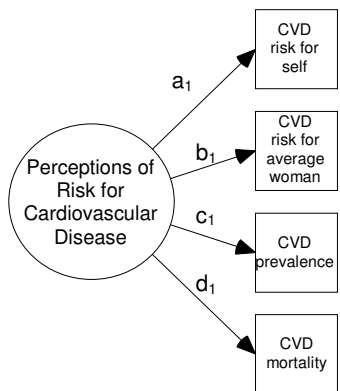 CVD
risk for
self
a1
CVD
risk for
average
woman
b1
Perceptions of
Risk for
Cardiovascular
Disease
c1
CVD
prevalence
d1
CVD
mortality